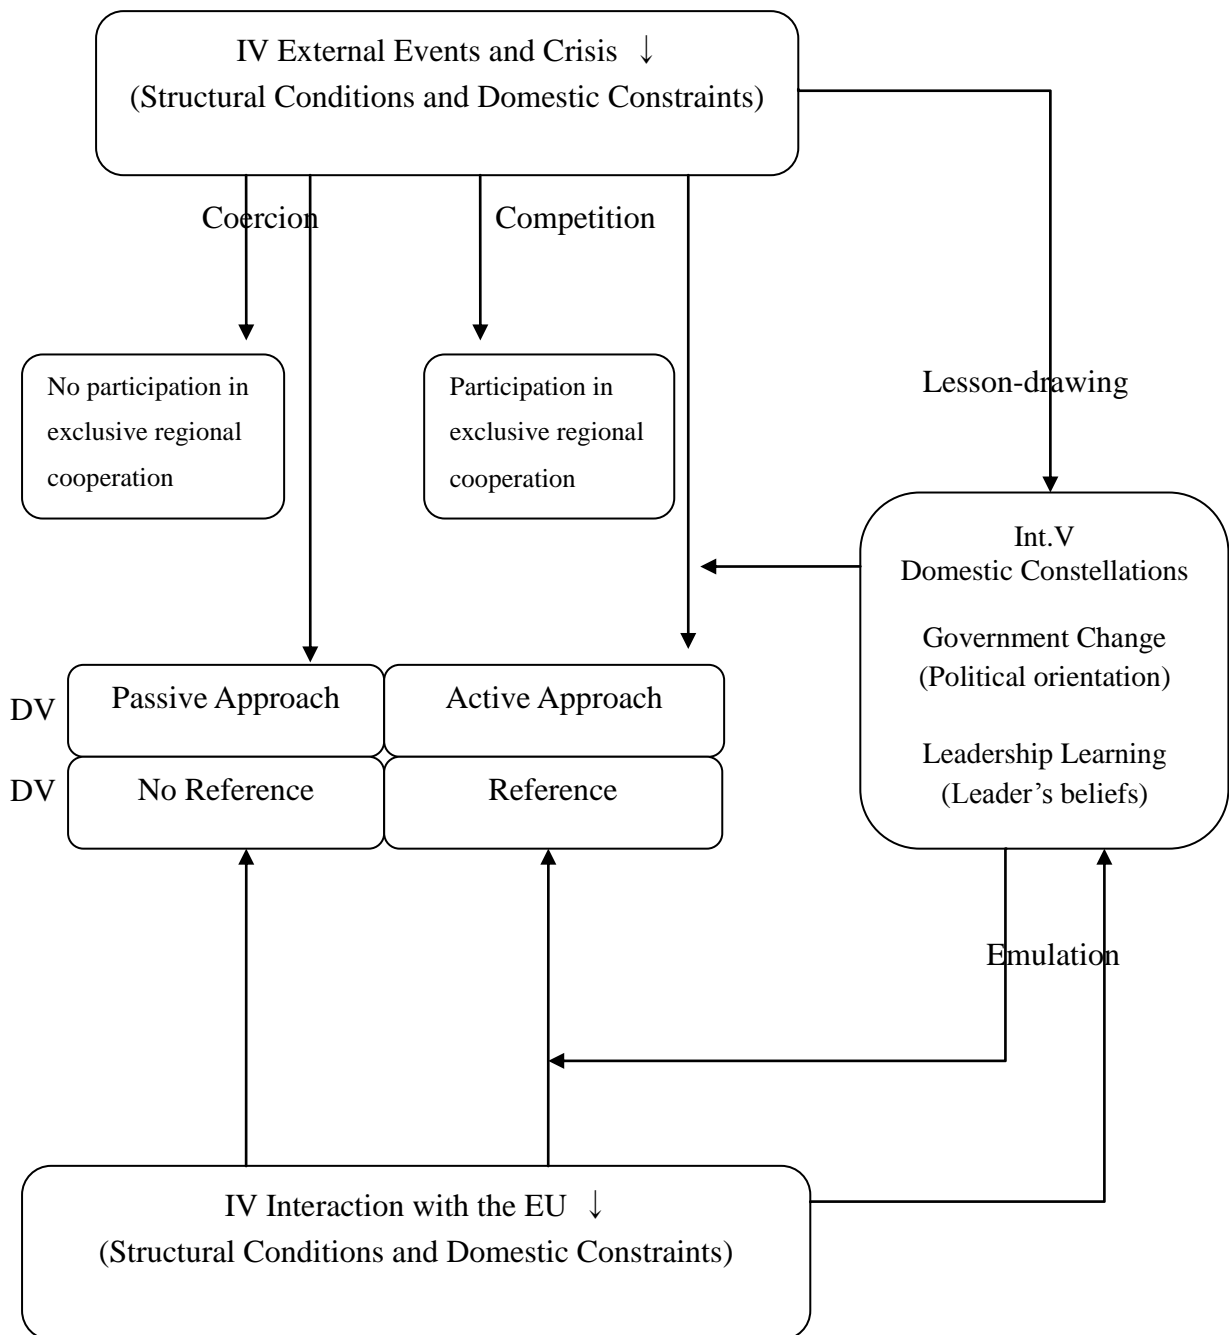 IV External Events and Crisis ↓
(Structural Conditions and Domestic Constraints)
Coercion
Competition
No participation in
exclusive regional
cooperation
Participation in
exclusive regional
cooperation
Lesson-drawing
Int.V
Domestic Constellations
Government Change
(Political orientation)
Leadership Learning
(Leader’s beliefs)
DV
Passive Approach
Active Approach
DV
No Reference
Reference
Emulation
IV Interaction with the EU ↓
(Structural Conditions and Domestic Constraints)